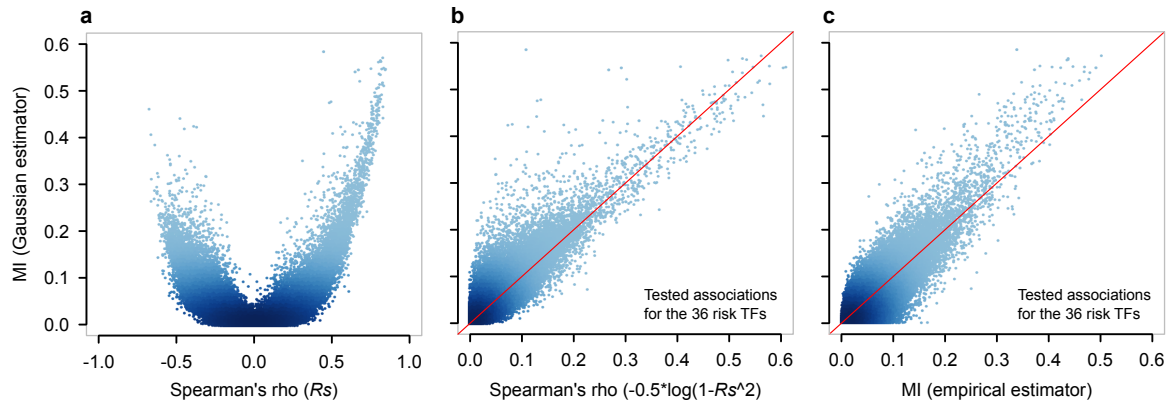 a
b
c
MI (Gaussian estimator)
0.6
0.5
0.4
0.3
0.2
0.1
0.0
-1.0 -0.5 0.0 0.5 1.0
Spearman's rho (Rs)
Tested associations
for the 36 risk TFs
0.0 0.1 0.2 0.3 0.4 0.5 0.6
Spearman's rho (-0.5*log(1-Rs^2)
Tested associations
for the 36 risk TFs
0.0 0.1 0.2 0.3 0.4 0.5 0.6
MI (empirical estimator)